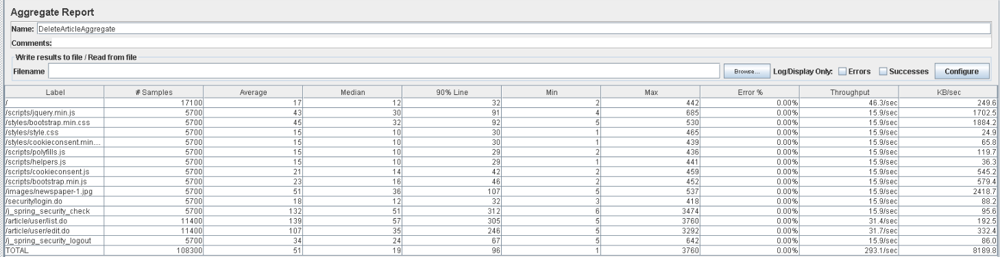 Aggregate Report
Name: DeleteArticleAggregate
Comments:
Write results to file / Read from file
Filename Browse... Log/Display Only: Errors Successes Configure
Label # Samples Average Median 90% Line Min Max Error % Throughput KB/sec
/ 17100 17 12 32 2 442 0.00% 46.3/sec 249.6
/scripts/jquery.min.js 5700 43 30 91 4 685 0.00% 15.9/sec 1702.5
/styles/bootstrap.min.css 5700 45 32 92 5 530 0.00% 15.9/sec 1884.2
/styles/style.css 5700 15 10 30 1 465 0.00% 15.9/sec 24.9
/styles/cookieconsent.min.... 5700 15 10 30 1 439 0.00% 15.9/sec 65.8
/scripts/polyfills.js 5700 15 10 29 2 436 0.00% 15.9/sec 119.7
/scripts/helpers.js 5700 15 10 29 1 441 0.00% 15.9/sec 36.3
/scripts/cookieconsent.js 5700 21 14 42 2 459 0.00% 15.9/sec 545.2
/scripts/bootstrap.min.js 5700 23 16 46 2 452 0.00% 15.9/sec 579.4
/images/newspaper-1.jpg 5700 51 36 107 5 537 0.00% 15.9/sec 2418.7
/security/login.do 5700 18 12 32 3 418 0.00% 15.9/sec 88.2
/j_spring_security_check 5700 132 51 312 6 3474 0.00% 15.9/sec 95.6
/article/user/list.do 11400 139 57 305 5 3760 0.00% 31.4/sec 192.5
/article/user/edit.do 11400 107 35 246 5 3292 0.00% 31.7/sec 332.4
/j_spring_security_logout 5700 34 24 67 5 642 0.00% 15.9/sec 86.0
TOTAL 108300 51 19 96 1 3760 0.00% 293.1/sec 8189.8